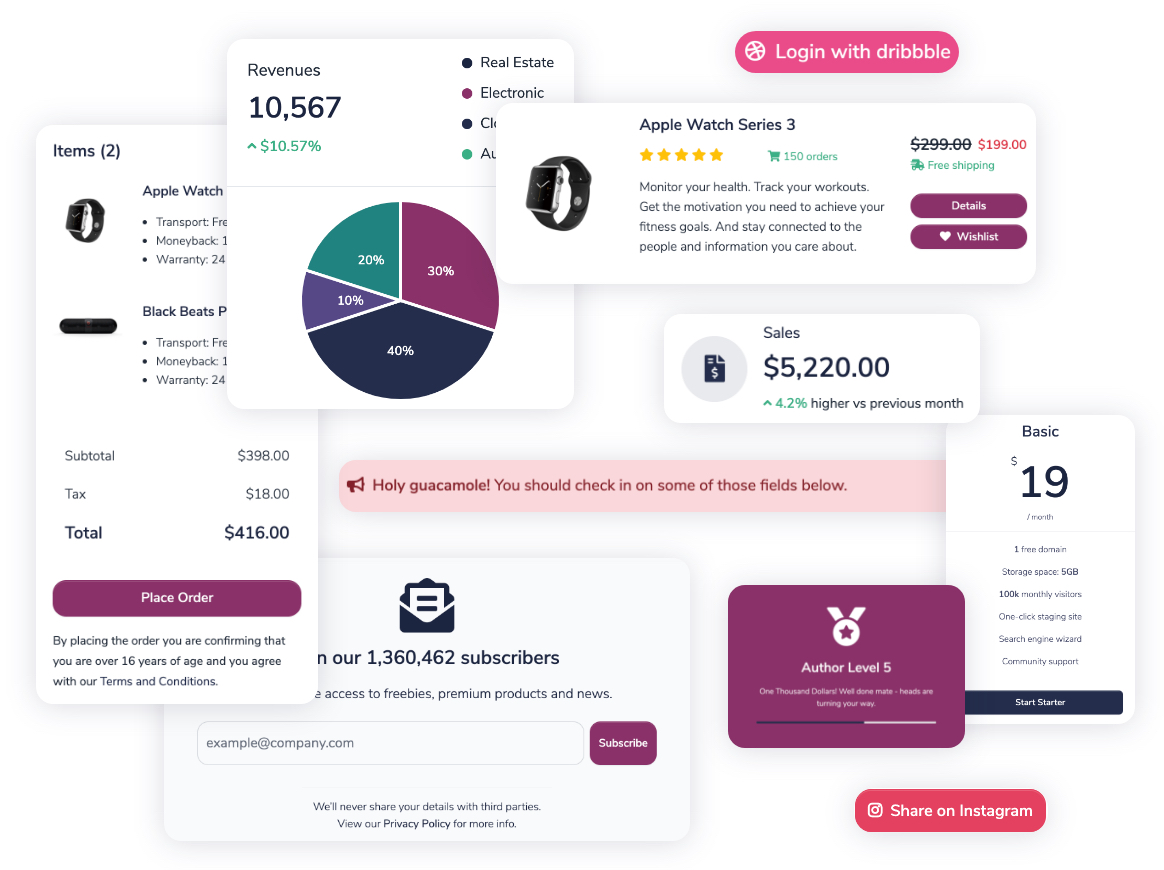 Login with dribbble
Revenues
10,567
$10.57%
Real Estate
Electronic
Items (2)
Apple Watch
Transport:
Moneyback:
Warranty: 24
Black Beats
Transport:
Moneyback:
Warranty: 24
Subtotal $398.00
Tax $18.00
Total $416.00
Place Order
By placing the order you are confirming that
you are over 16 years of age and you agree
with our Terms and Conditions.
20%
30%
10%
40%
Apple Watch Series 3
150 orders
Monitor your health. Track your workouts.
Get the motivation you need to achieve your
fitness goals. And stay connected to the
people and information you care about.
$299.00 $199.00
Free shipping
Details
Wishlist
Sales
$5,220.00
4.2% higher vs previous month
Holy guacamole! You should check in on some of those fields below.
Basic
$
19
/ month
1 free domain
Storage space: 5GB
100k monthly visitors
One-click staging site
Search engine wizard
Community support
Start Starter
our 1,360,462 subscribers
access to freebies, premium products and news.
example@company.com
Subscribe
We'll never share your details with third parties.
View our Privacy Policy for more info.
Author Level 5
One Thousand Dollars! Well done mate - heads are
turning your way.
Share on Instagram